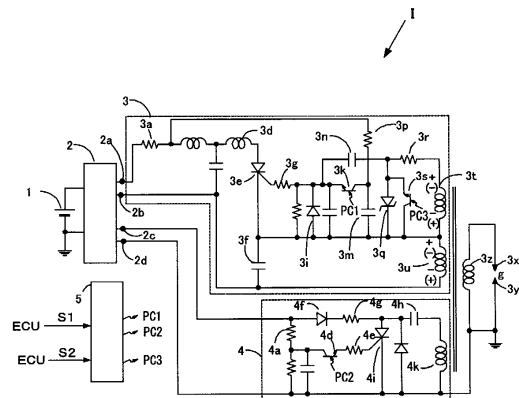 I
3
3a
3d
3p
2
2a
3n
3r
3g
3k
3t
3e
3s
+
(-)
1
PC1
PC3
-
(+)
2b
3f
2c
3i
3m
3q
+
(-)
3u
-
(+)
3z
3x
g
3y
2d
5
4f
4g
4h
ECU
S1
PC1
PC2
4
4a
4d
4e
ECU
S2
PC3
PC2
4i
4k